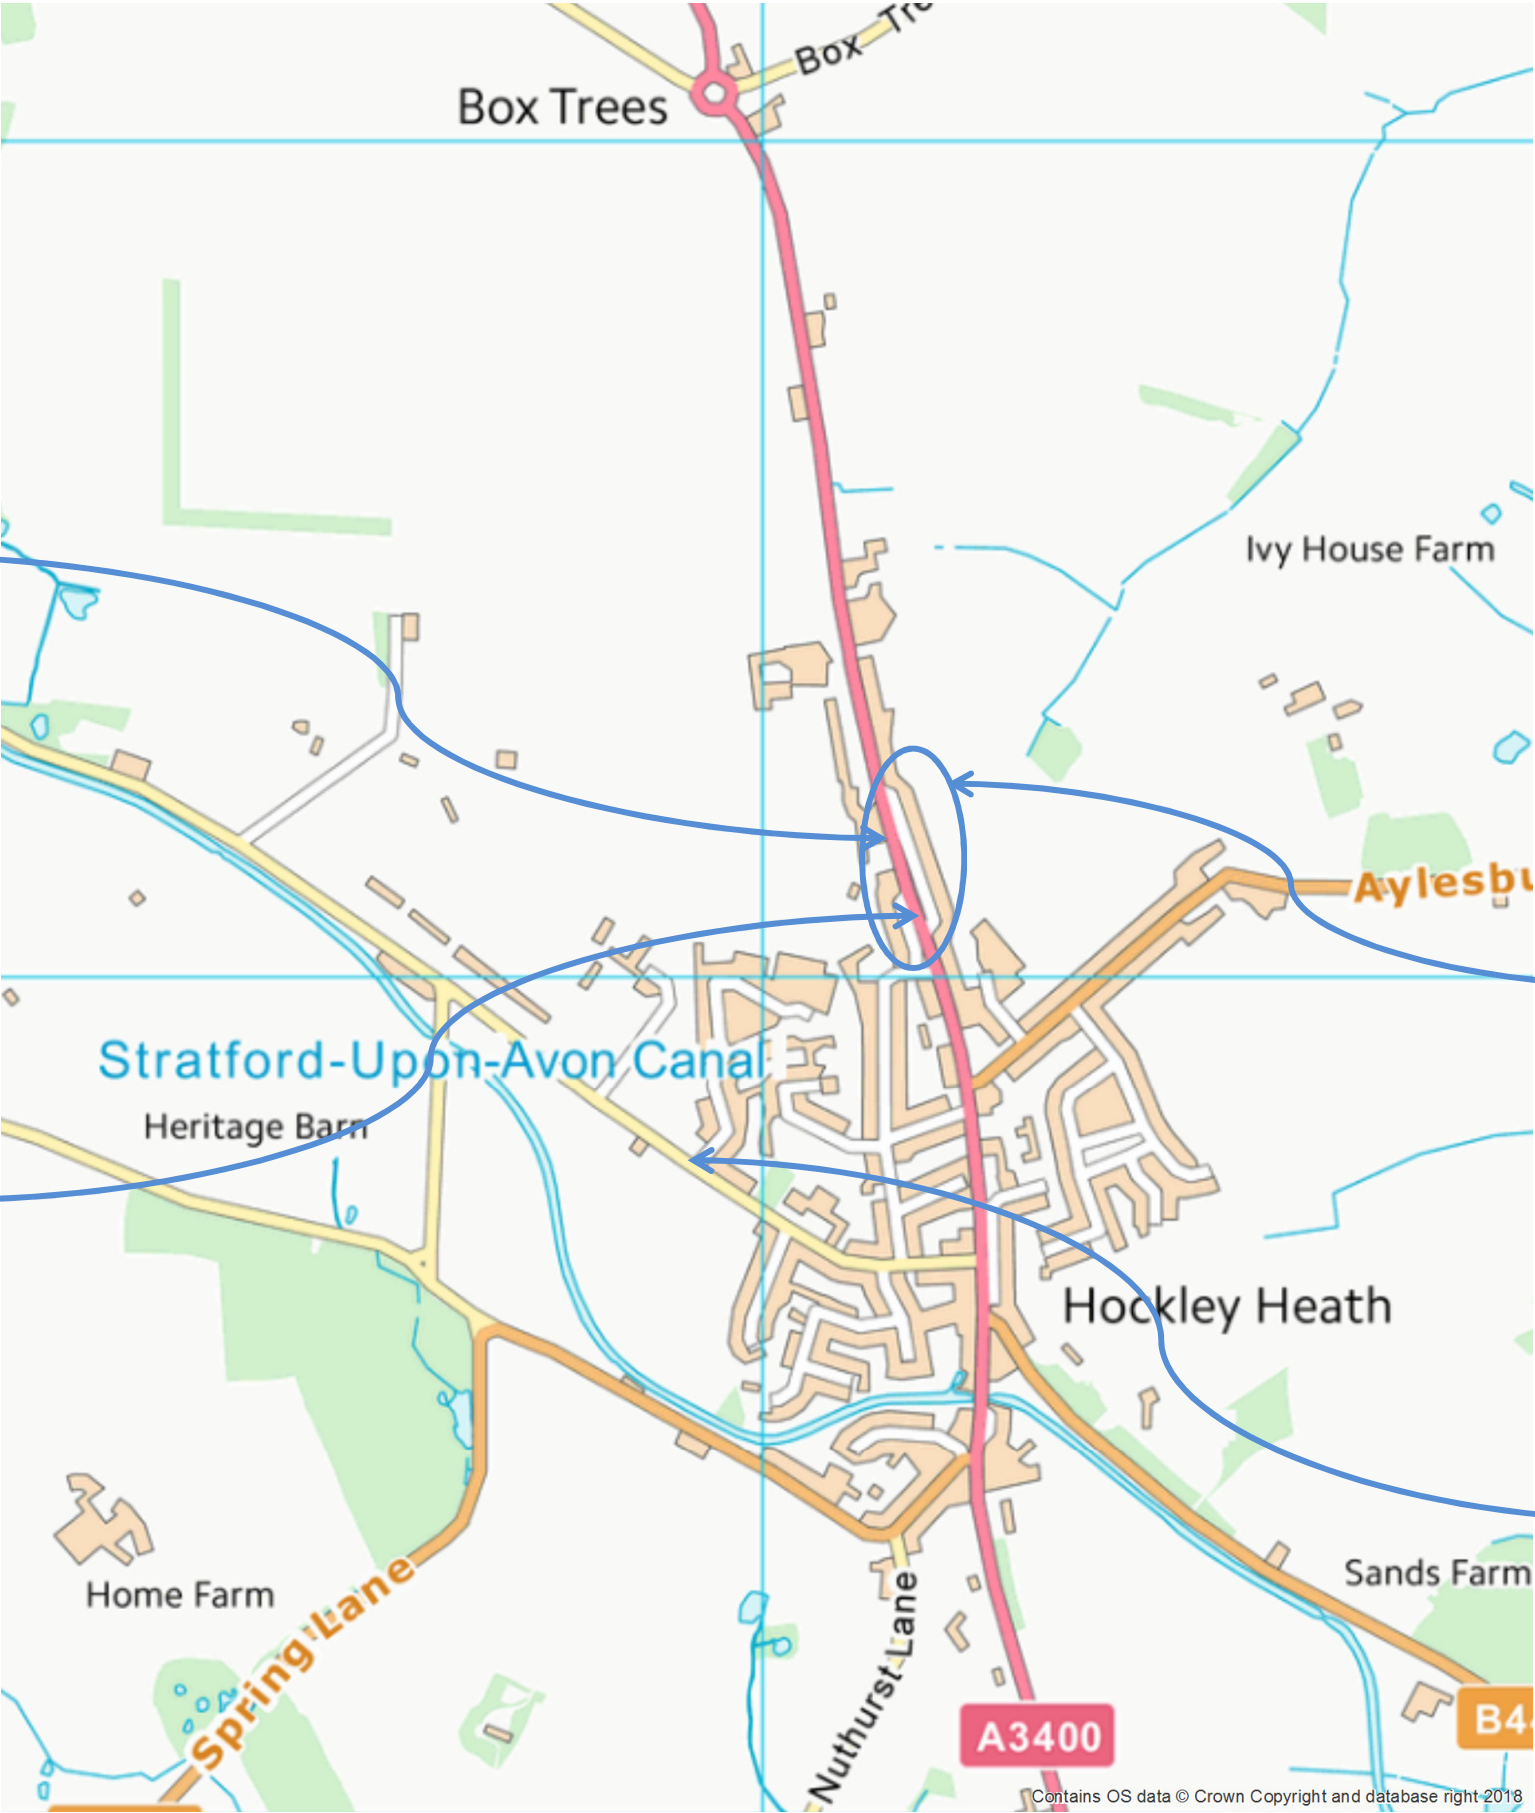 Box
Box Trees
Ivy House Farm
Stratford-Upon-Avon Canal
Heritage Barn
Hockley Heath
Sands Farm
Home Farm
Spring Lane
Nuthurst Lane
A3400
Contains OS data © Crown Copyright and database right 2018